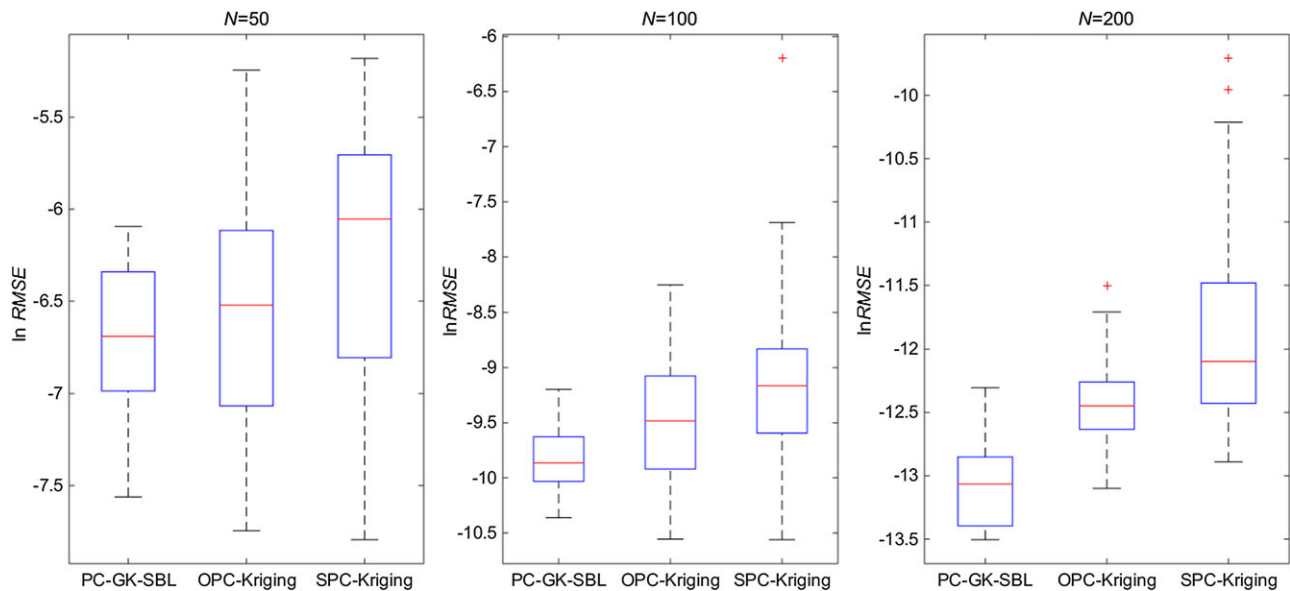 N=50
-5.5
-6
-6.5
-7
-7.5
ln RMSE
PC-GK-SBL OPC-Kriging SPC-Kriging
N=100
-6
-6.5
-7
-7.5
-8
-8.5
-9
-9.5
-10
-10.5
lnRMSE
PC-GK-SBL OPC-Kriging SPC-Kriging
N=200
-10
-10.5
-11
-11.5
-12
-12.5
-13
-13.5
lnRMSE
PC-GK-SBL OPC-Kriging SPC-Kriging